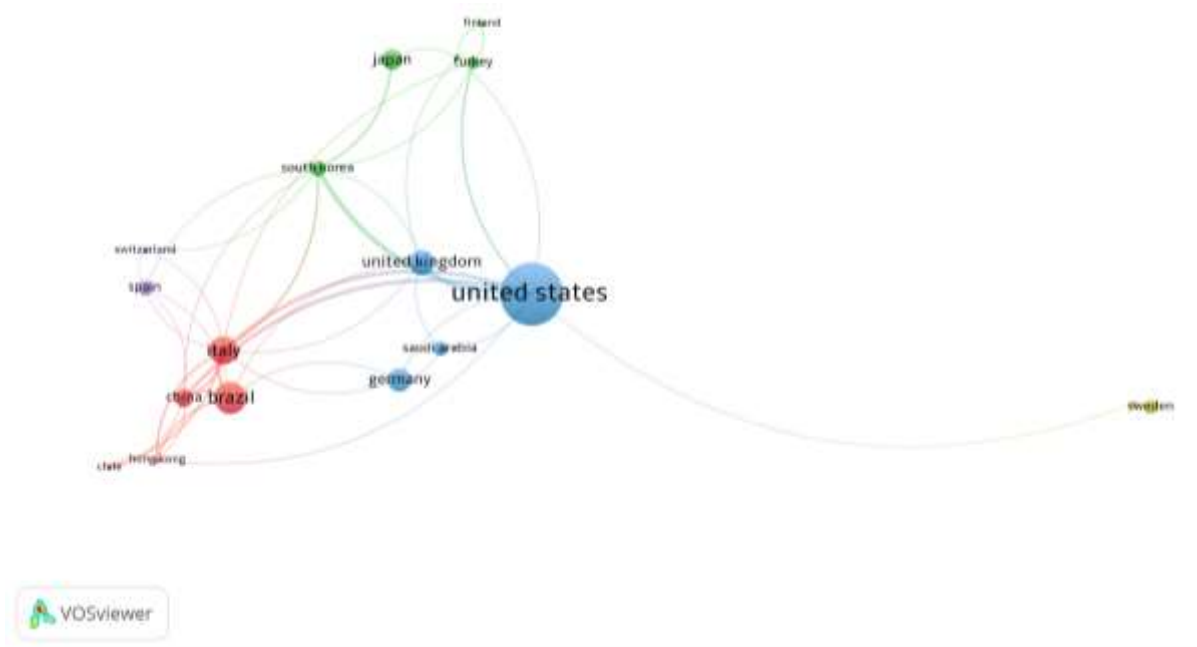 finland
japan
turkey
south korea
switzerland
united kingdom
spain
united states
italy
saudi arabia
germany
china
brazil
sweden
hong kong
chile
VOSviewer